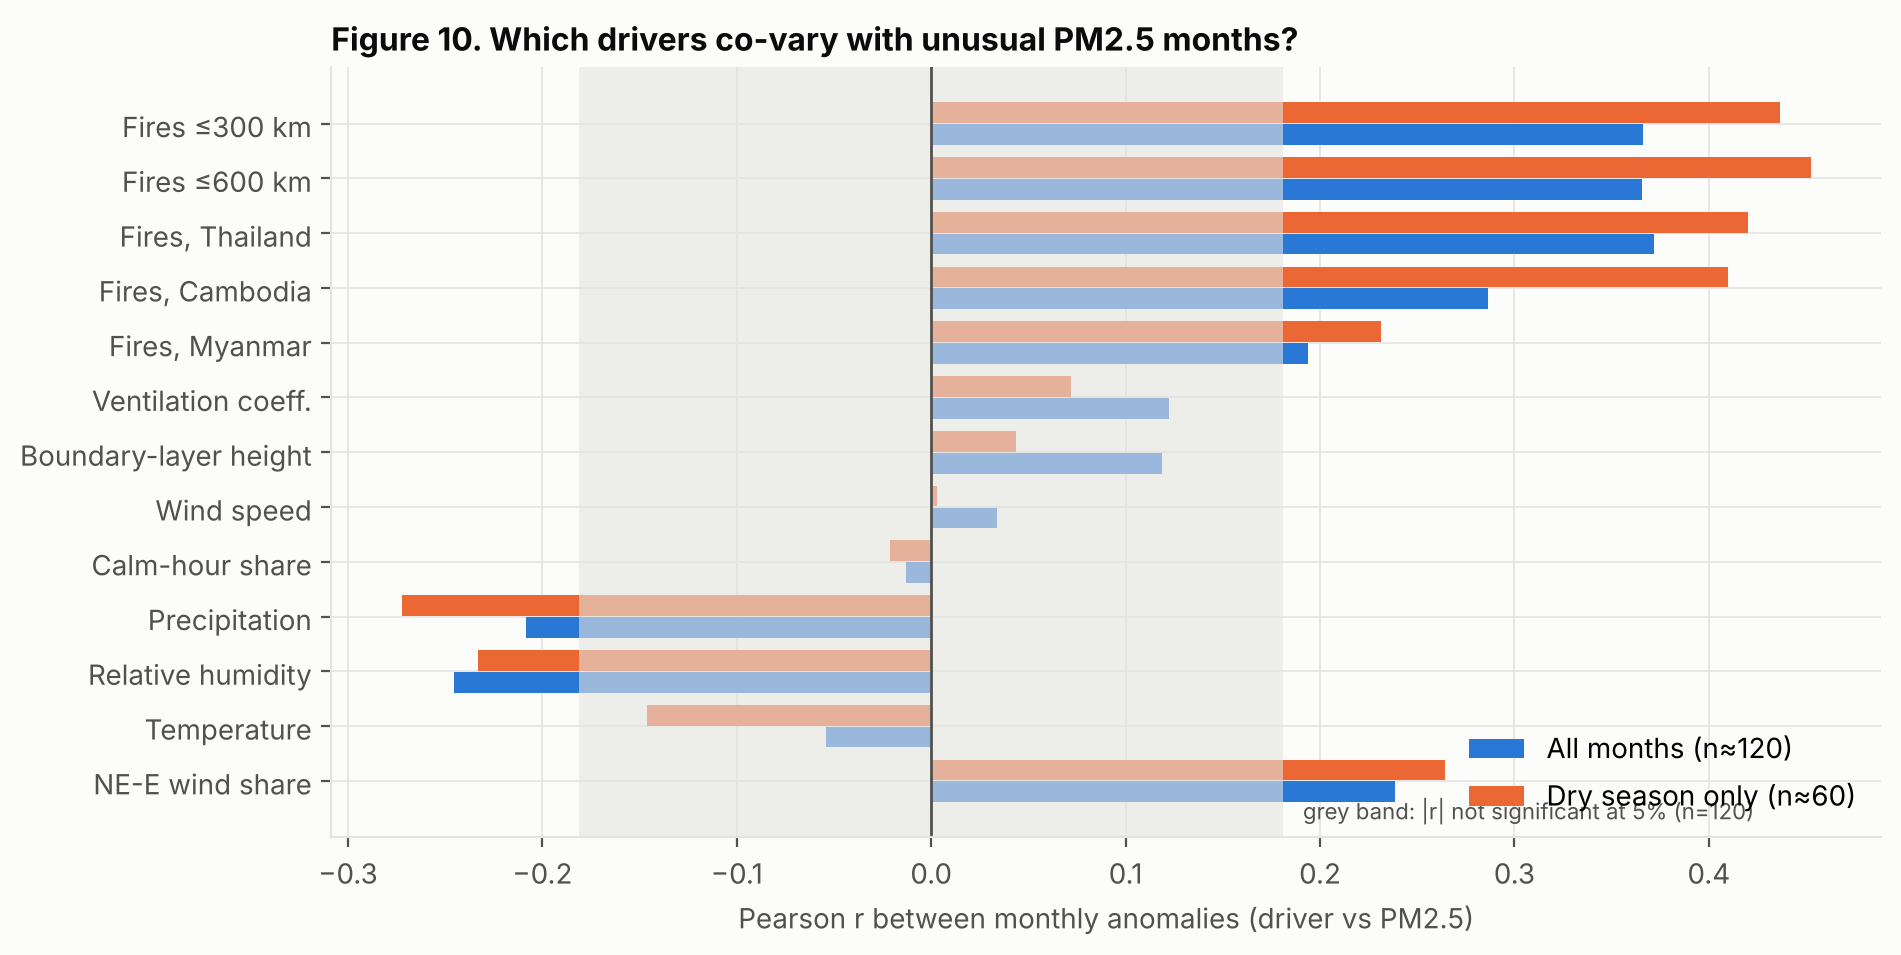 Figure 10. Which drivers co-vary with unusual PM2.5 months?
Fires ≤300 km
Fires ≤600 km
Fires, Thailand
Fires, Cambodia
Fires, Myanmar
Ventilation coeff.
Boundary-layer height
Wind speed
Calm-hour share
Precipitation
Relative humidity
Temperature
NE-E wind share
All months (n≈120)
Dry season only (n≈60)
grey band: |r| not significant at 5% (n=120)
−0.3 −0.2 −0.1 0.0 0.1 0.2 0.3 0.4
Pearson r between monthly anomalies (driver vs PM2.5)